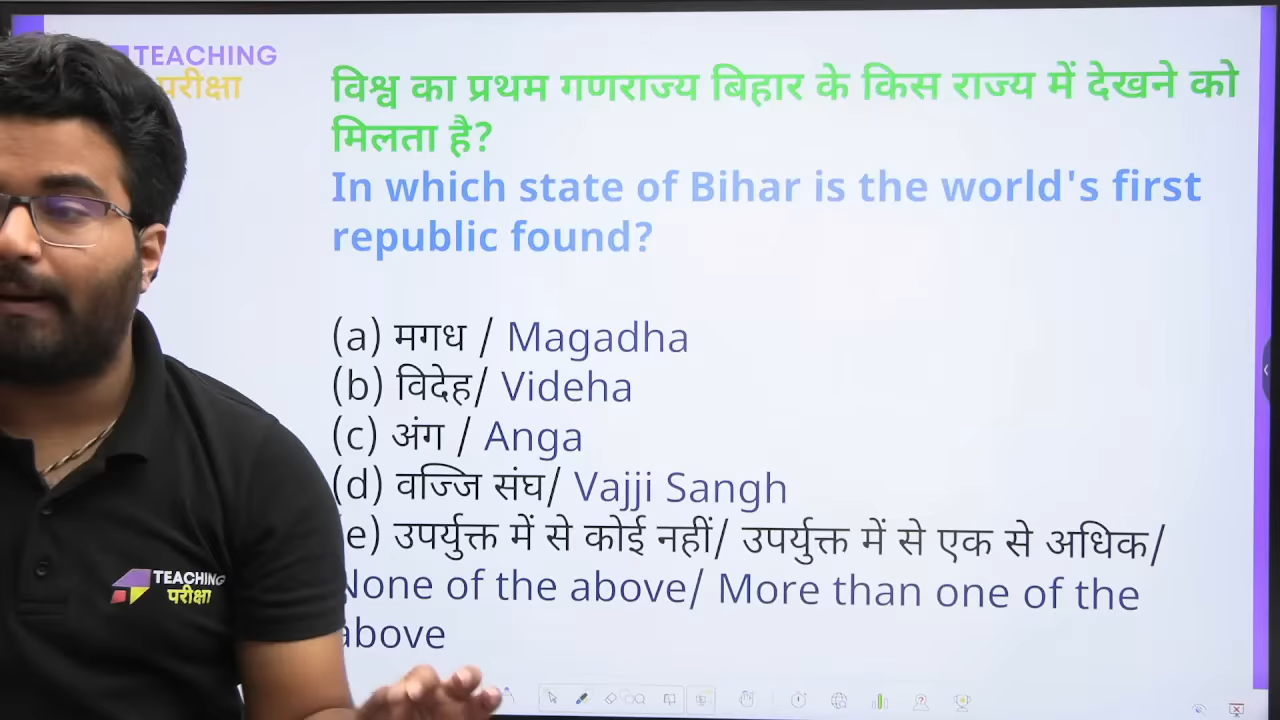 TEACHING
परीक्षा
विश्व का प्रथम गणराज्य बिहार के किस राज्य में देखने को
मिलता है?
In which state of Bihar is the world's first
republic found?
(a) मगध / Magadha
(b) विदेह/ Videha
(c) अंग / Anga
(d) वज्जि संघ/ Vajji Sangh
e) उपर्युक्त में से कोई नहीं/ उपर्युक्त में से एक से अधिक/
None of the above/ More than one of the
above
TEACHING
परीक्षा